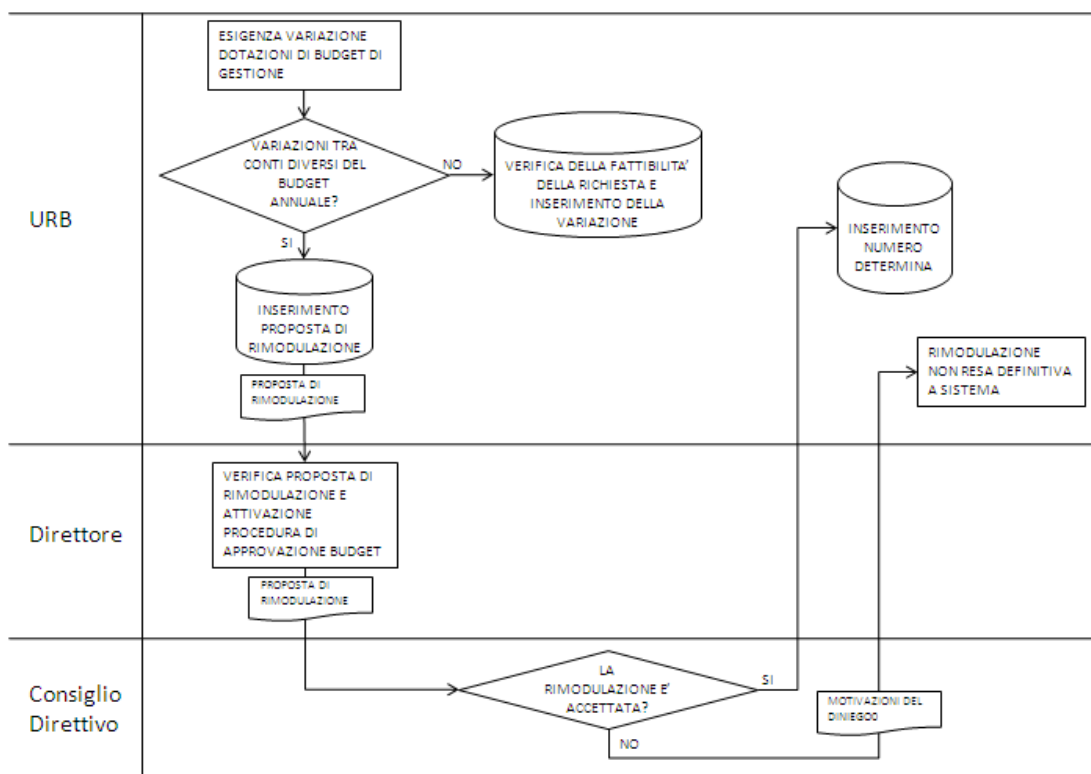 ESIGENZA VARIAZIONE
DOTAZIONI DI BUDGET DI
GESTIONE
URB
VARIAZIONI TRA
CONTI DIVERSI DEL
BUDGET
ANNUALE?
NO
VERIFICA DELLA FATTIBILITA'
DELLA RICHIESTA E
INSERIMENTO DELLA
VARIAZIONE
SI
INSERIMENTO
PROPOSTA DI
RIMODULAZIONE
PROPOSTA DI
RIMODULAZIONE
INSERIMENTO
NUMERO
DETERMINA
RIMODULAZIONE
NON RESA DEFINITIVA
A SISTEMA
Direttore
VERIFICA PROPOSTA DI
RIMODULAZIONE E
ATTIVAZIONE
PROCEDURA DI
APPROVAZIONE BUDGET
PROPOSTA DI
RIMODULAZIONE
Consiglio
Direttivo
LA
RIMODULAZIONE E'
ACCETTATA?
SI
NO
MOTIVAZIONI DEL
DINIEGO0